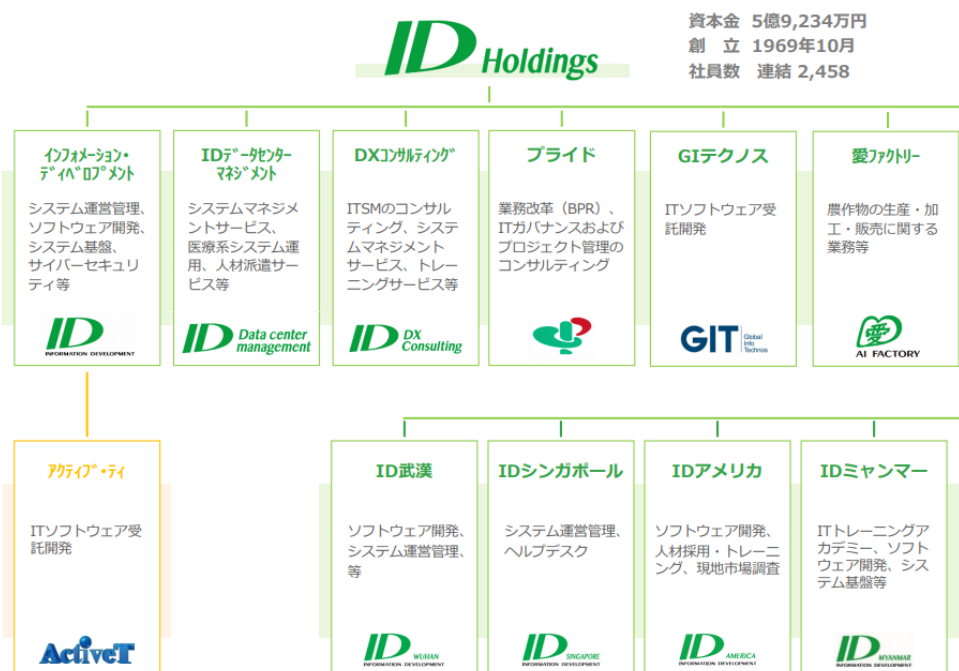 ID Holdings
資本金 5億9,234万円
創 立 1969年10月
社員数 連結 2,458
ｲﾝﾌｫﾒｰｼｮﾝ・
ﾃﾞｨﾍﾞﾛﾌﾟﾒﾝﾄ
システム運営管理、
ソフトウェア開発、
システム基盤、
サイバーセキュリ
ティ等
ID
INFORMATION DEVELOPMENT
IDﾃﾞｰﾀｾﾝﾀｰ
ﾏﾈｼﾞﾒﾝﾄ
システムマネジメ
ントサービス、
医療系システム運
用、人材派遣サー
ビス等
ID Data center
management
DXｺﾝｻﾙﾃｨﾝｸﾞ
ITSMのコンサル
ティング、システ
ムマネジメント
サービス、トレー
ニングサービス等
ID DX
Consulting
プライド
業務改革（BPR）、
ITガバナンスおよび
プロジェクト管理の
コンサルティング
GIテクノス
ITソフトウェア受
託開発
GIT Global
Info
Technos
愛ﾌｧｸﾄﾘｰ
農作物の生産・加
工・販売に関する
業務等
愛
AI FACTORY
ｱｸﾃｨﾌﾞ・ﾃｨ
ITソフトウェア受
託開発
ActiveT
ID武漢
ソフトウェア開発、
システム運営管理、
等
ID WUHAN
INFORMATION DEVELOPMENT
IDシンガポール
システム運営管理、
ヘルプデスク
ID SINGAPORE
INFORMATION DEVELOPMENT
IDアメリカ
ソフトウェア開発、
人材採用・トレーニ
ング、現地市場調査
ID AMERICA
INFORMATION DEVELOPMENT
IDミャンマー
ITトレーニングア
カデミー、ソフト
ウェア開発、シス
テム基盤等
ID MYANMAR
INFORMATION DEVELOPMENT